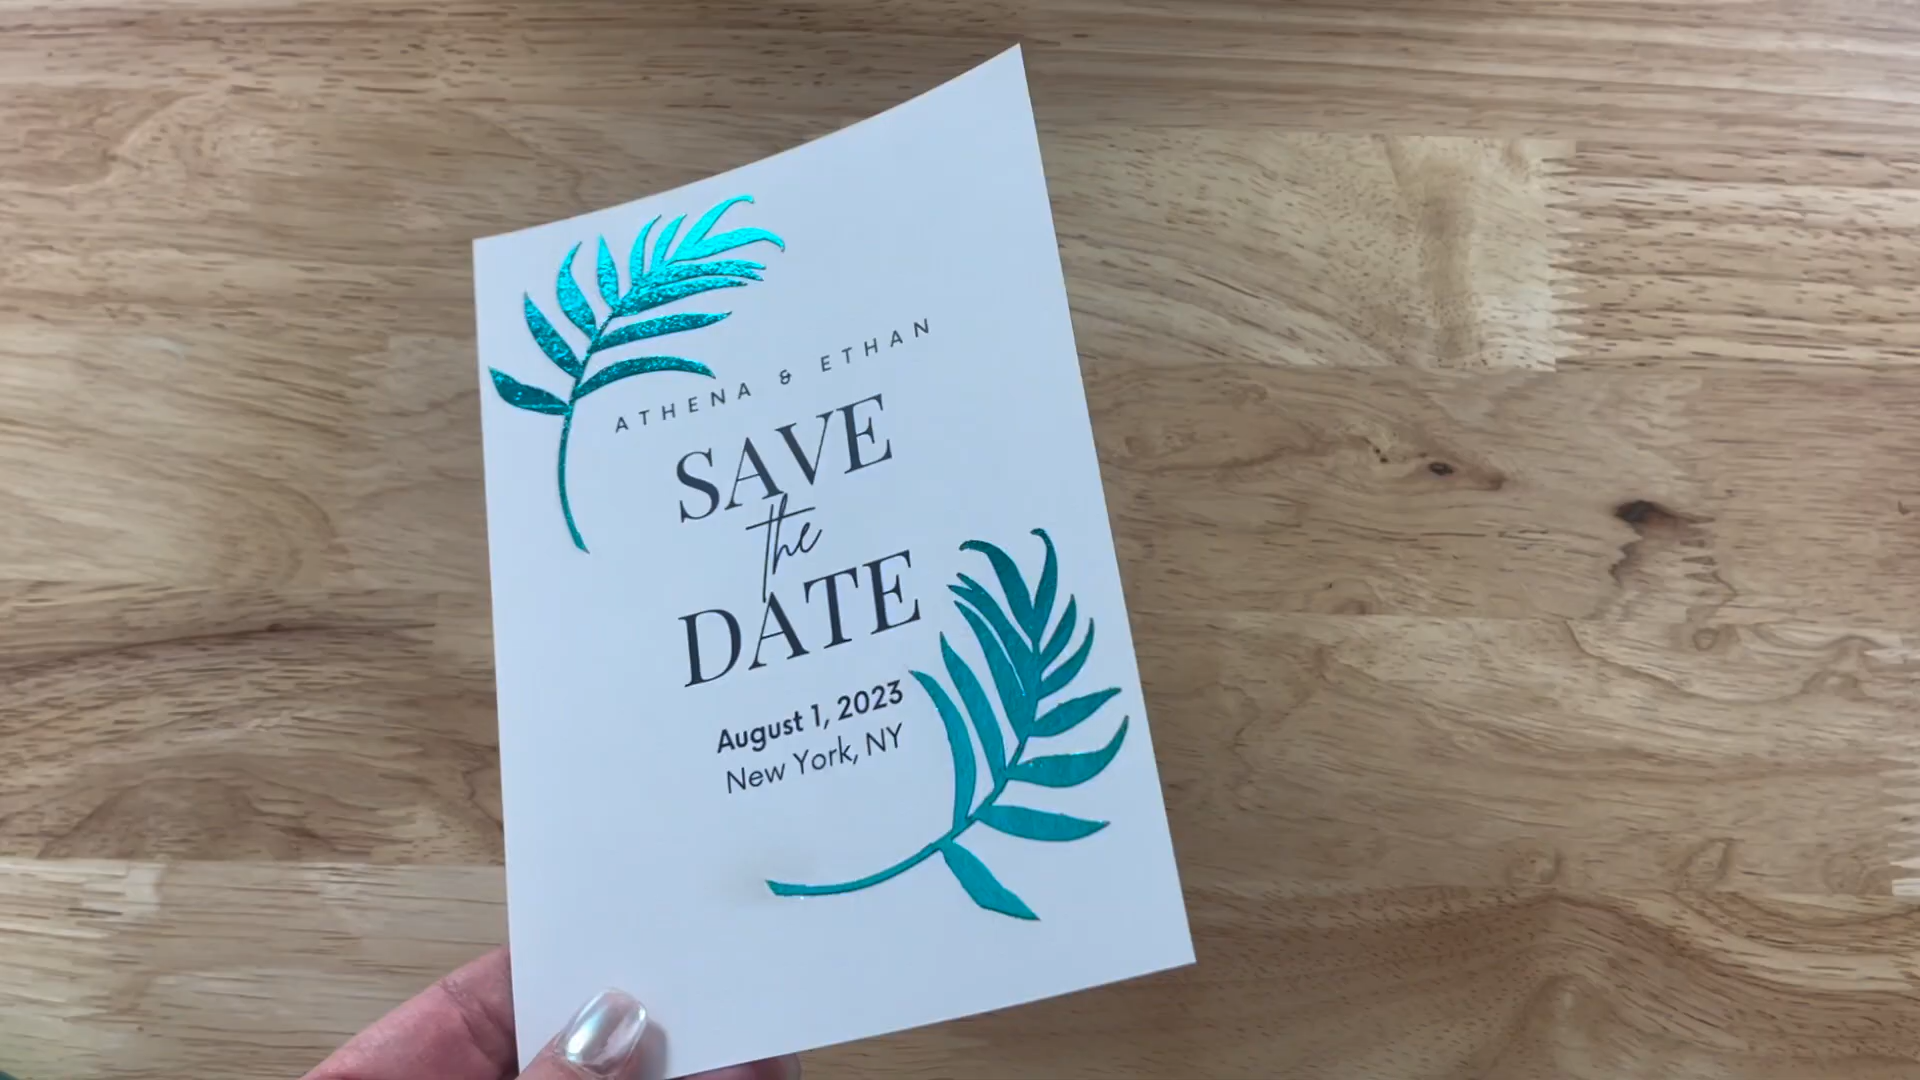 ATHENA & ETHAN
SAVE
the
DATE
August 1, 2023
New York, NY